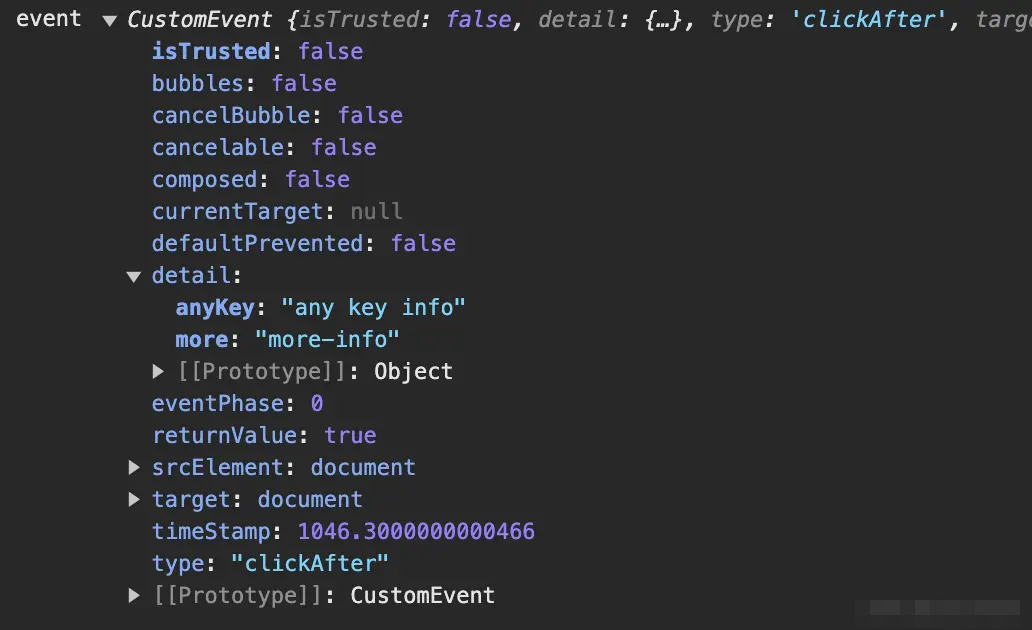 event ▼ CustomEvent {isTrusted: false, detail: {…}, type: 'clickAfter', targ
isTrusted: false
bubbles: false
cancelBubble: false
cancelable: false
composed: false
currentTarget: null
defaultPrevented: false
▼ detail:
anyKey: "any key info"
more: "more-info"
▶ [[Prototype]]: Object
eventPhase: 0
returnValue: true
▶ srcElement: document
▶ target: document
timeStamp: 1046.3000000000466
type: "clickAfter"
▶ [[Prototype]]: CustomEvent